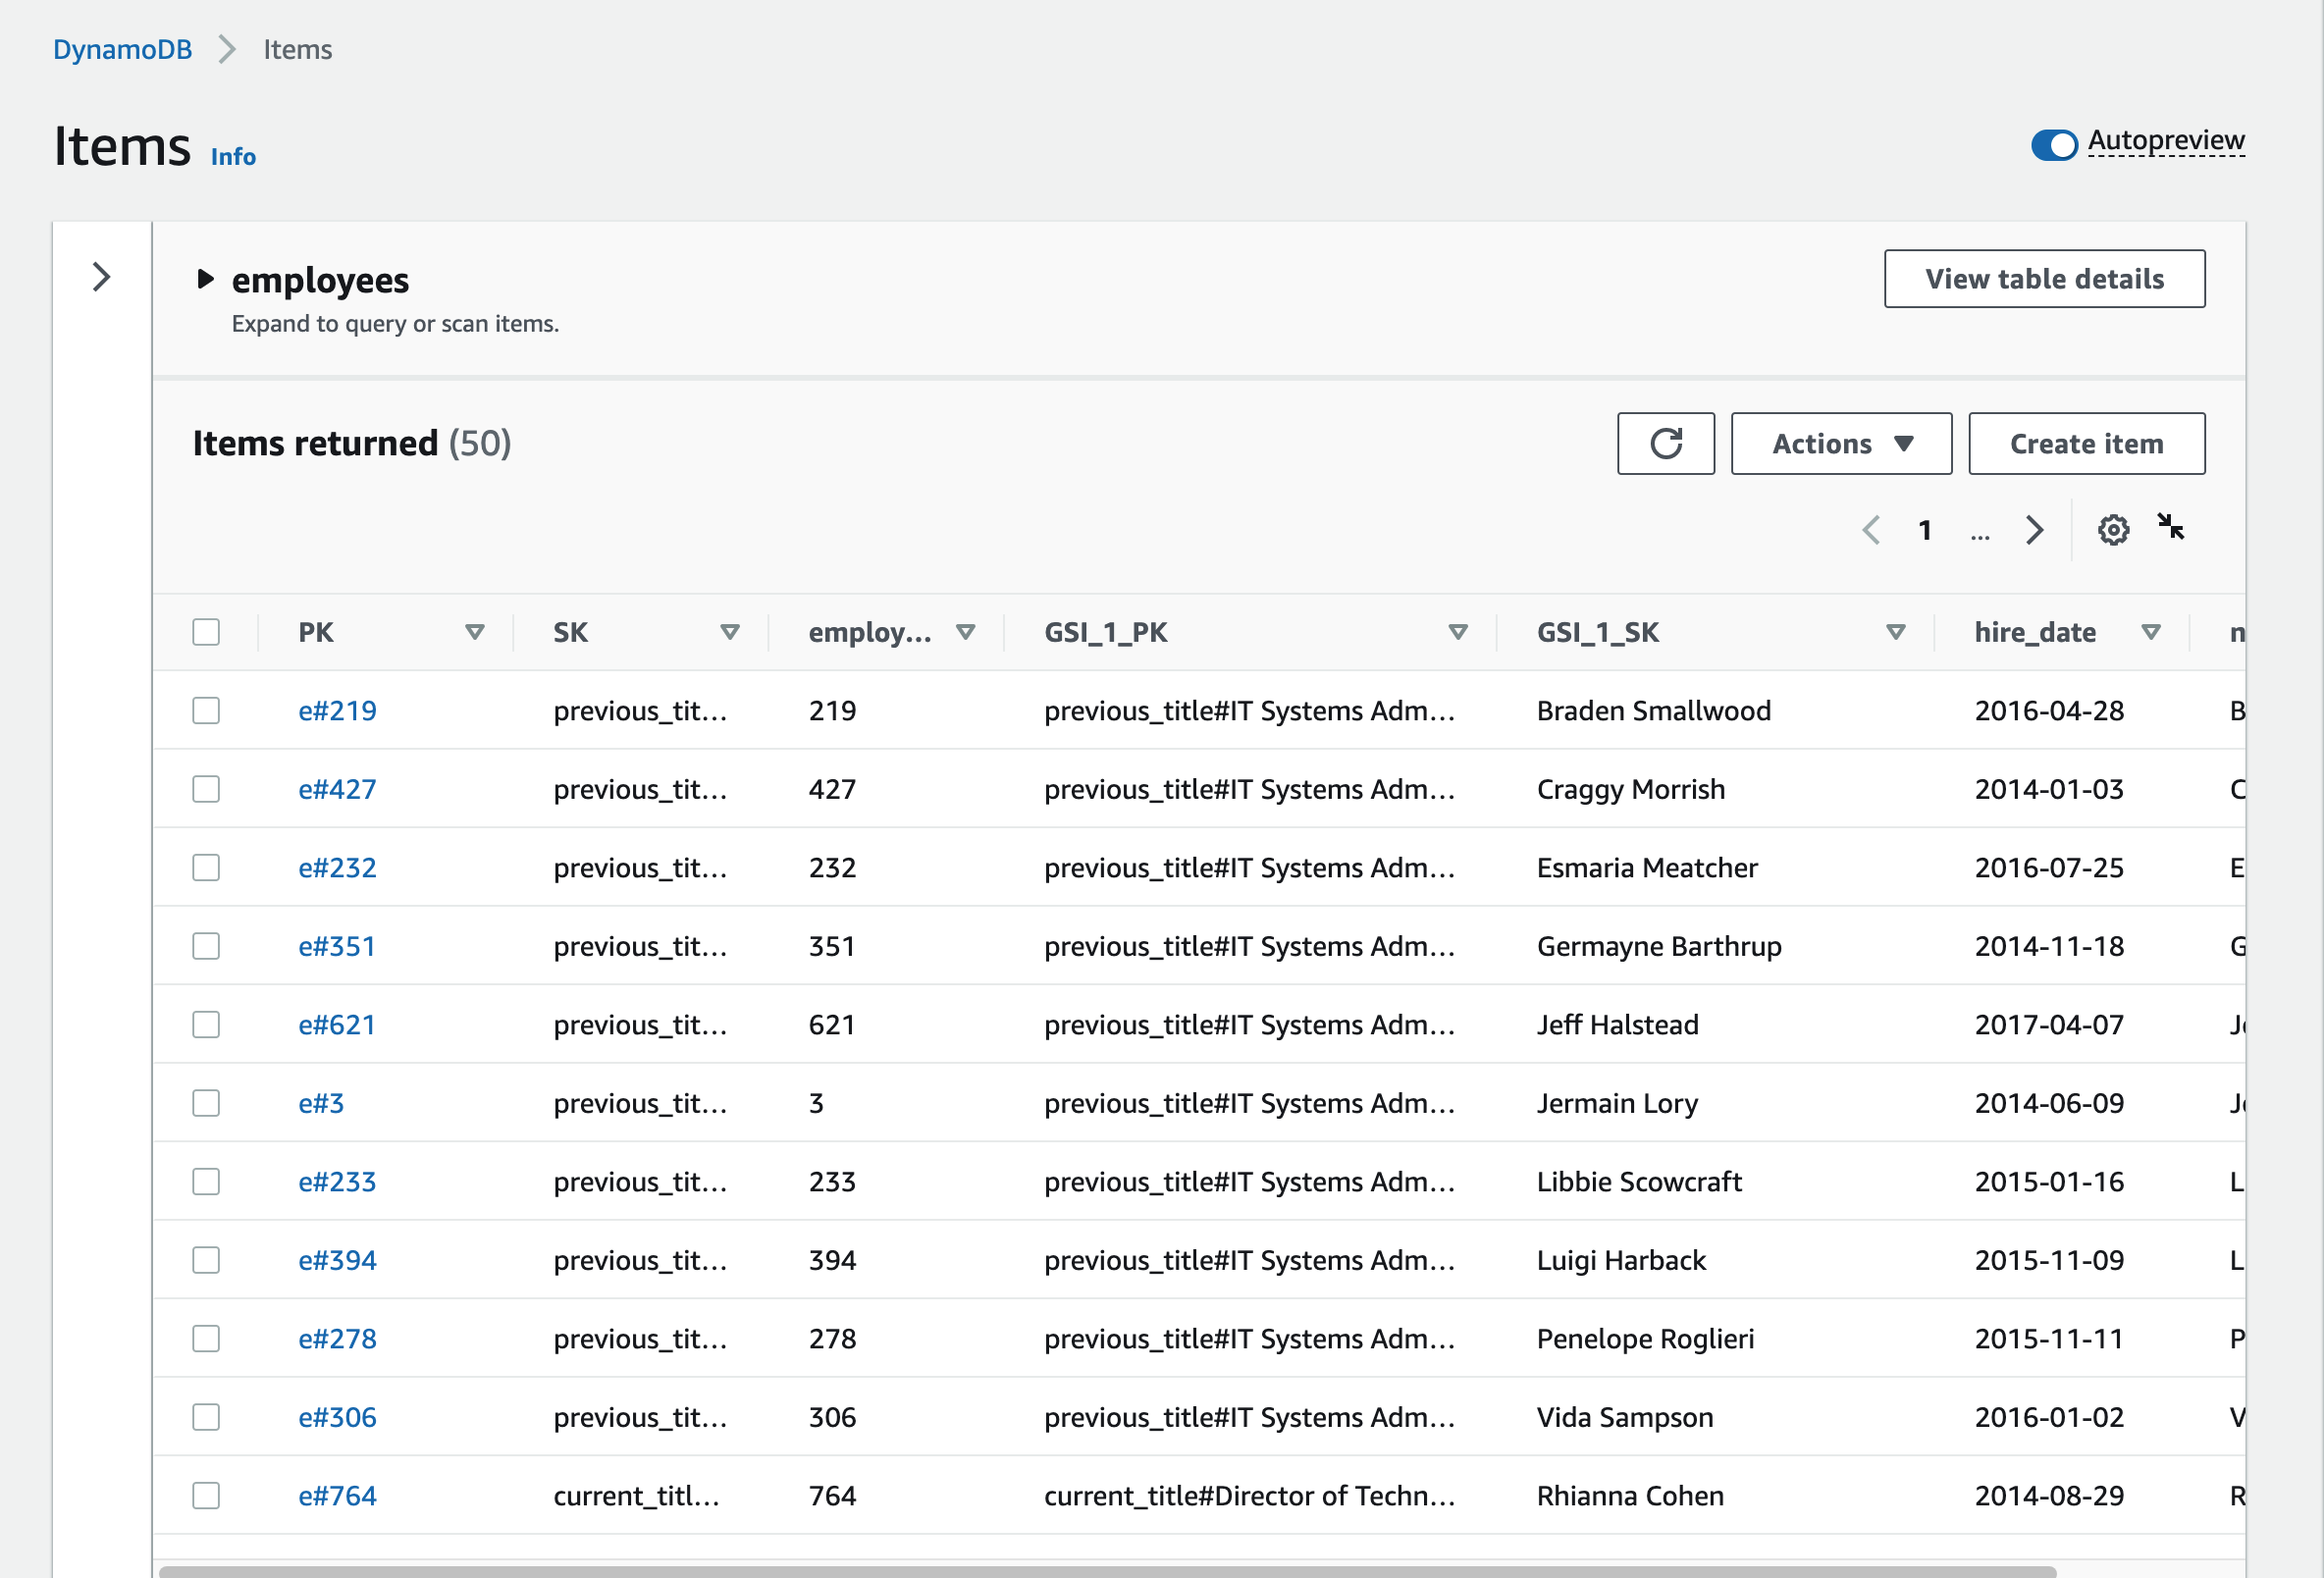 DynamoDB > Items
Items Info
Autopreview
employees
View table details
Expand to query or scan items.
Items returned (50)
Actions
Create item
1 ...
PK SK employ... GSI_1_PK GSI_1_SK hire_date n
e#219 previous_tit... 219 previous_title#IT Systems Adm... Braden Smallwood 2016-04-28 B
e#427 previous_tit... 427 previous_title#IT Systems Adm... Craggy Morrish 2014-01-03 C
e#232 previous_tit... 232 previous_title#IT Systems Adm... Esmaria Meatcher 2016-07-25 E
e#351 previous_tit... 351 previous_title#IT Systems Adm... Germayne Barthrup 2014-11-18 G
e#621 previous_tit... 621 previous_title#IT Systems Adm... Jeff Halstead 2017-04-07 Je
e#3 previous_tit... 3 previous_title#IT Systems Adm... Jermain Lory 2014-06-09 Je
e#233 previous_tit... 233 previous_title#IT Systems Adm... Libbie Scowcraft 2015-01-16 L
e#394 previous_tit... 394 previous_title#IT Systems Adm... Luigi Harback 2015-11-09 L
e#278 previous_tit... 278 previous_title#IT Systems Adm... Penelope Roglieri 2015-11-11 P
e#306 previous_tit... 306 previous_title#IT Systems Adm... Vida Sampson 2016-01-02 V
e#764 current_titl... 764 current_title#Director of Techn... Rhianna Cohen 2014-08-29 R